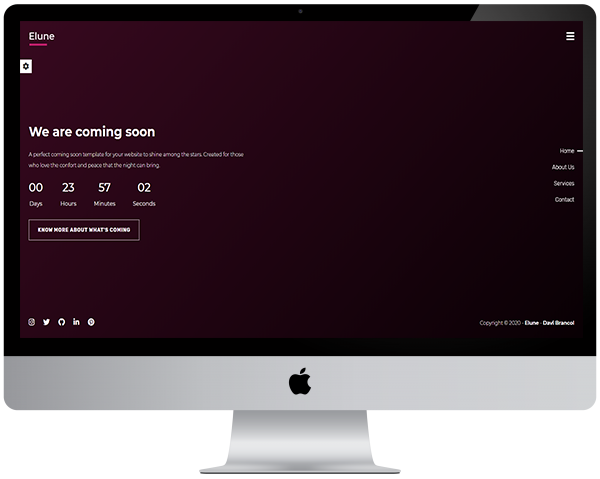 Elune
We are coming soon
A perfect coming soon template for your website to shine among the stars. Created for those
who love the confort and peace that the night can bring.
00 23 57 02
Days Hours Minutes Seconds
KNOW MORE ABOUT WHAT'S COMING
Home
About Us
Services
Contact
Copyright © 2020 - Elune - Davi Brancol